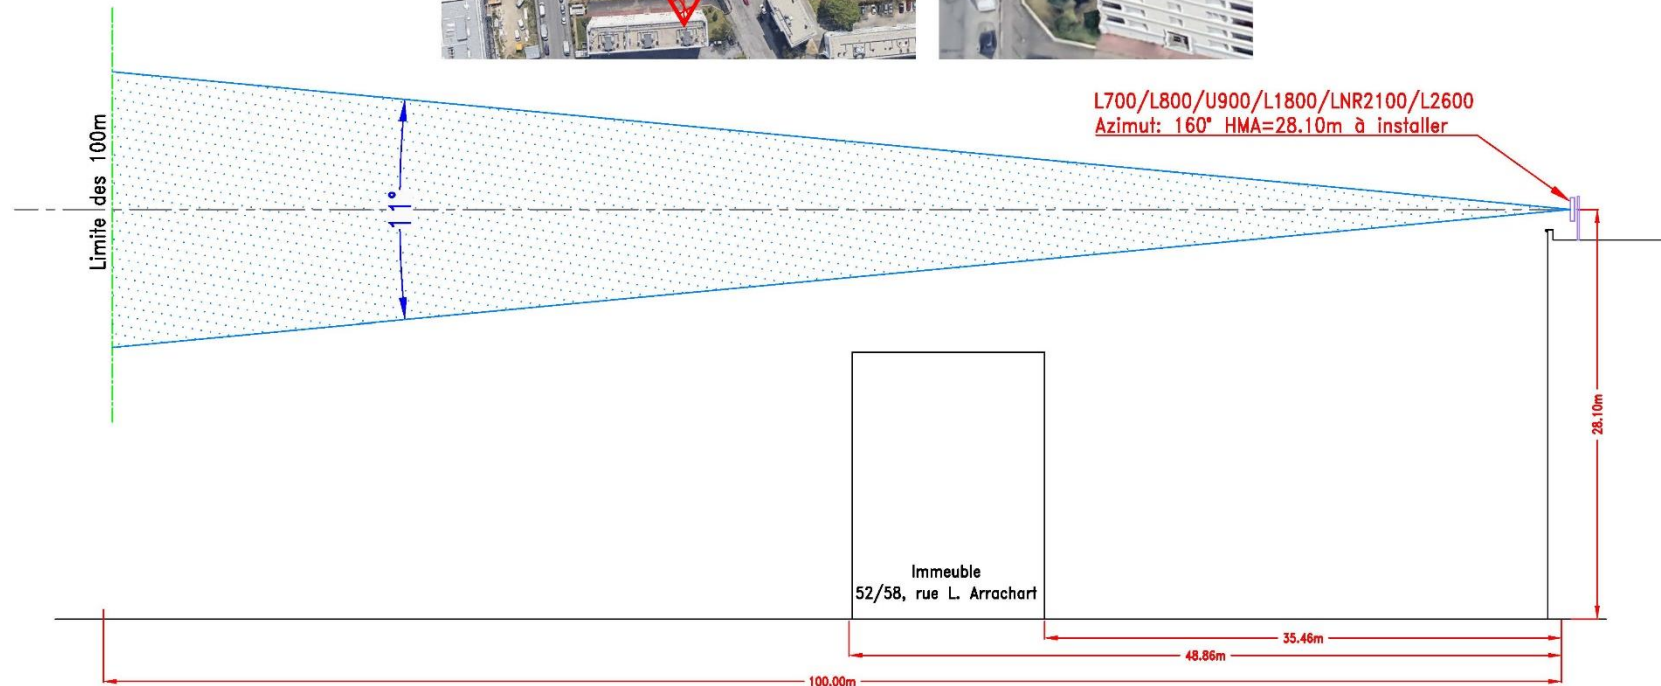 L700/L800/U900/L1800/LNR2100/L2600
Azimut: 160° HMA=28.10m à installer
Limite des 100m
11°
28.10m
Immeuble
52/58, rue L. Arrachart
35.46m
48.86m
100.00m